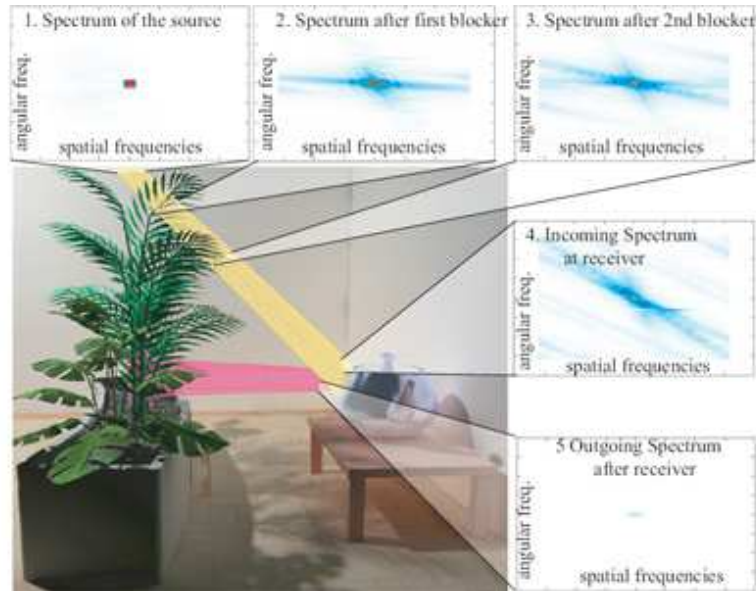 1. Spectrum of the source
angular freq.
spatial frequencies
2. Spectrum after first blocker
angular freq.
spatial frequencies
3. Spectrum after 2nd blocker
angular freq.
spatial frequencies
4. Incoming Spectrum
at receiver
angular freq.
spatial frequencies
5 Outgoing Spectrum
after receiver
angular freq.
spatial frequencies